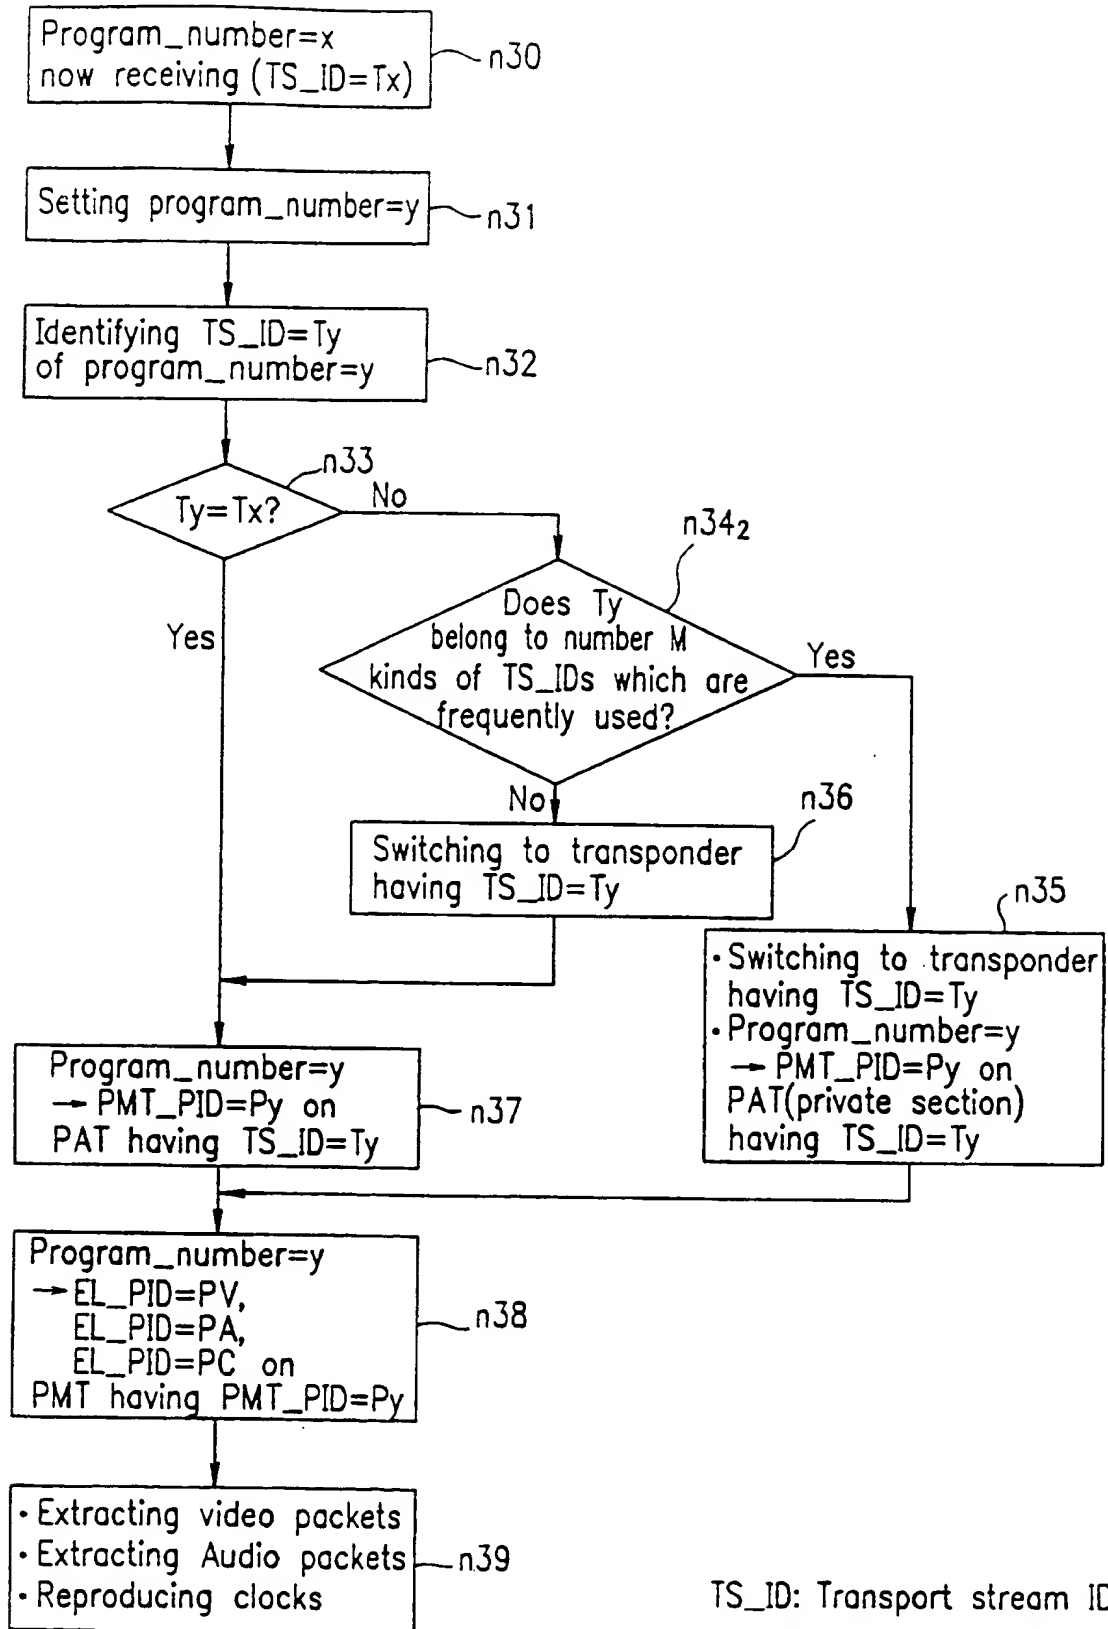 Program_number=x
now receiving (TS_ID=Tx)
n30
Setting program_number=y
n31
Identifying TS_ID=Ty
of program_number=y
n32
n33
Ty=Tx?
No
Yes
n34₂
Does Ty
belong to number M
kinds of TS_IDs which are
frequently used?
Yes
No
n36
Switching to transponder
having TS_ID=Ty
n35
· Switching to transponder
having TS_ID=Ty
· Program_number=y
→ PMT_PID=Py on
PAT(private section)
having TS_ID=Ty
Program_number=y
→ PMT_PID=Py on
PAT having TS_ID=Ty
n37
Program_number=y
→ EL_PID=PV,
EL_PID=PA,
EL_PID=PC on
PMT having PMT_PID=Py
n38
· Extracting video packets
· Extracting Audio packets
· Reproducing clocks
n39
TS_ID: Transport stream ID